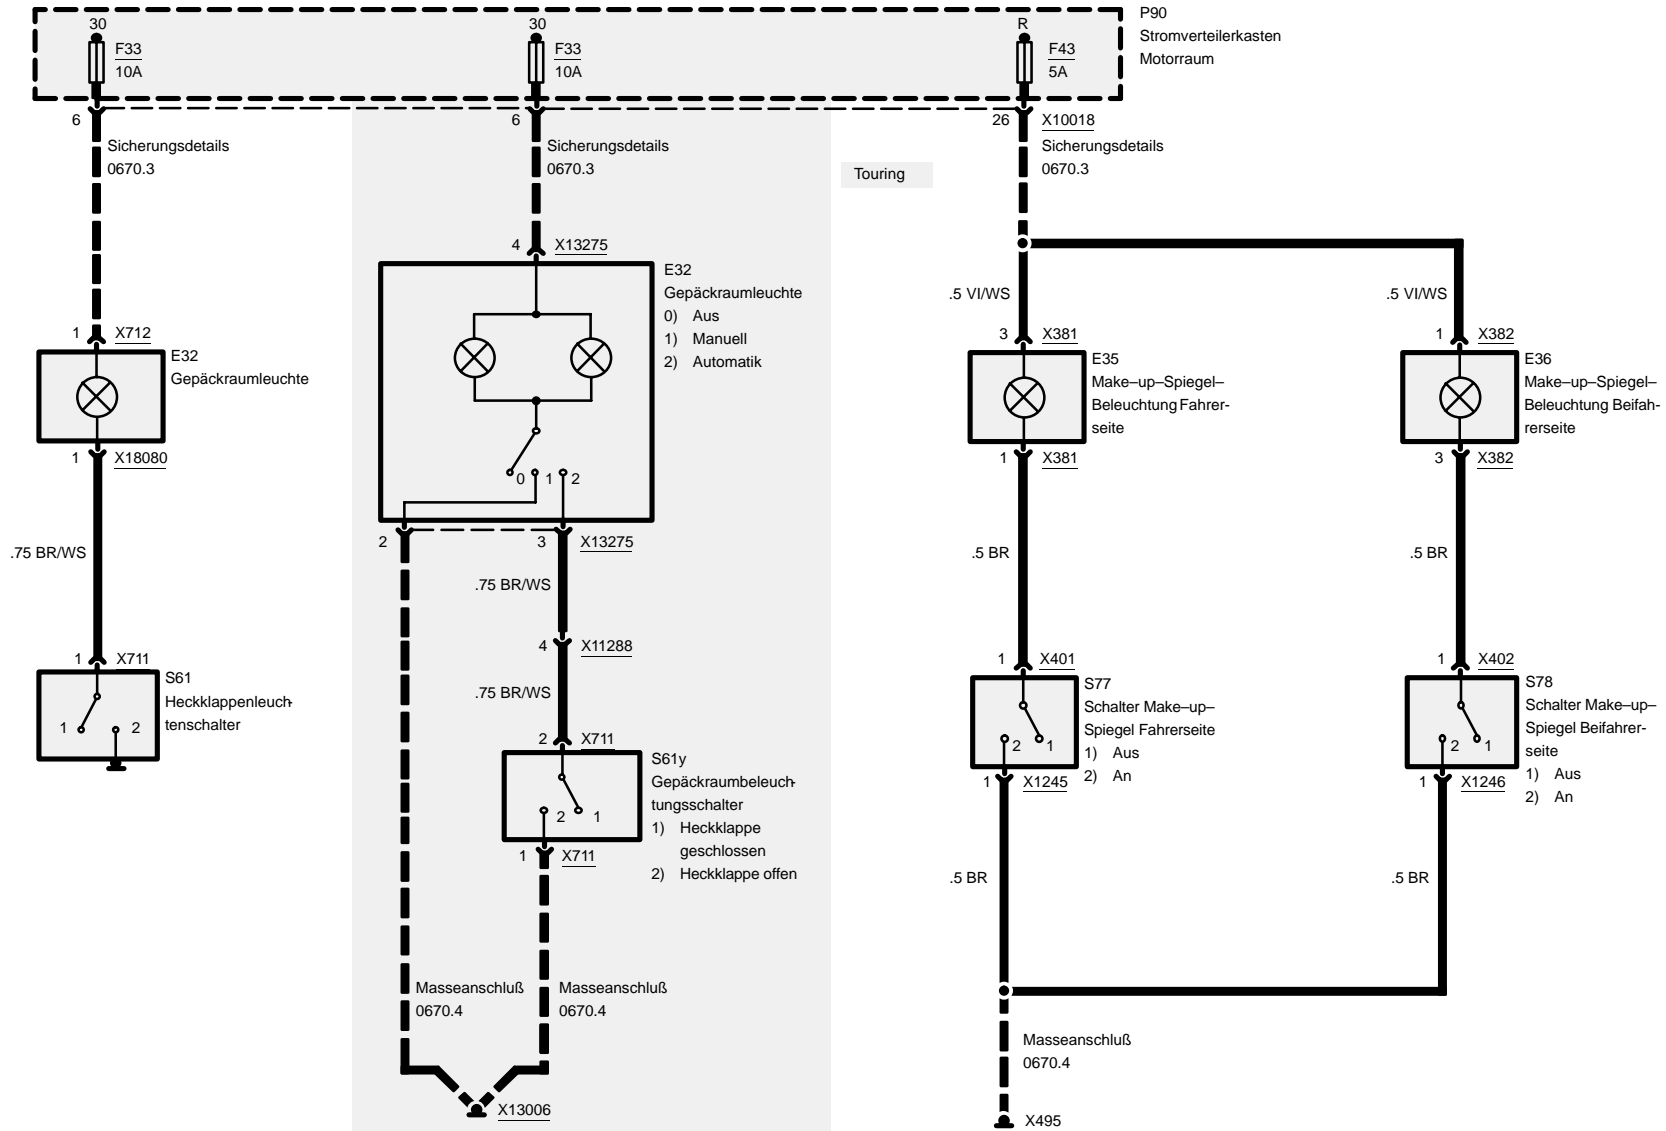 P90
Stromverteilerkasten
Motorraum
30
F33
10A
30
F33
10A
R
F43
5A
6
6
26
X10018
Sicherungsdetails
0670.3
Sicherungsdetails
0670.3
Sicherungsdetails
0670.3
Touring
1
X712
E32
Gepäckraumleuchte
1
X18080
.75 BR/WS
1
X711
S61
Heckklappenleuch
tenschalter
1
2
4
X13275
E32
Gepäckraumleuchte
0) Aus
1) Manuell
2) Automatik
0
1
2
2
3
X13275
.75 BR/WS
4
X11288
.75 BR/WS
2
X711
S61y
Gepäckraumbeleuch-
tungsschalter
1) Heckklappe
geschlossen
2) Heckklappe offen
2
1
1
X711
Masseanschluß
0670.4
Masseanschluß
0670.4
X13006
.5 VI/WS
3
X381
E35
Make–up–Spiegel–
Beleuchtung Fahrer-
seite
1
X381
.5 BR
1
X401
S77
Schalter Make–up–
Spiegel Fahrerseite
1) Aus
2) An
2
1
1
X1245
.5 BR
.5 VI/WS
1
X382
E36
Make–up–Spiegel–
Beleuchtung Beifah-
rerseite
3
X382
.5 BR
1
X402
S78
Schalter Make–up–
Spiegel Beifahrer-
seite
1) Aus
2) An
2
1
1
X1246
.5 BR
Masseanschluß
0670.4
X495